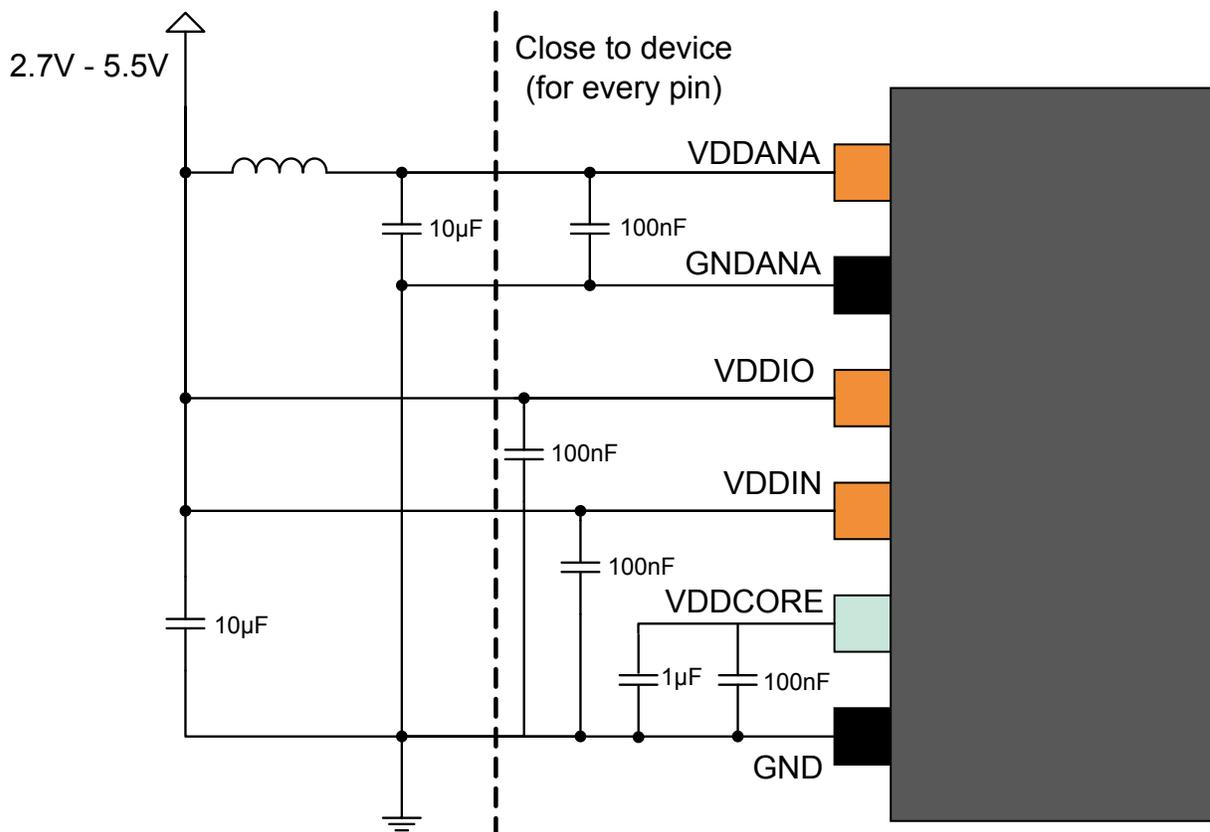 2.7V - 5.5V
Close to device
(for every pin)
VDDANA
10µF
100nF
GNDANA
VDDIO
100nF
VDDIN
100nF
VDDCORE
10µF
1µF
100nF
GND